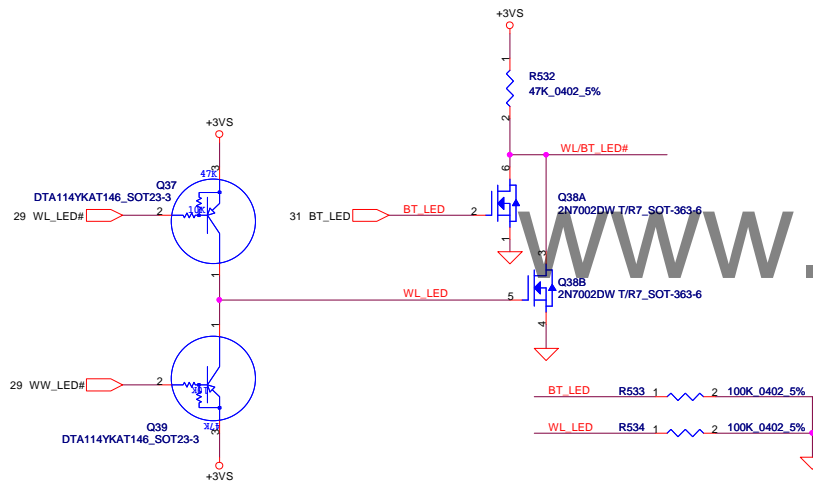 +3VS
1
R532
47K_0402_5%
2
WL/BT_LED#
+3VS
3
47K
Q37
DTA114YKAT146_SOT23-3
10K
29 WL_LED#
2
1
31 BT_LED
BT_LED
2
6
Q38A
2N7002DW T/R7_SOT-363-6
1
www.
3
WL_LED
5
Q38B
2N7002DW T/R7_SOT-363-6
4
1
29 WW_LED#
2
10K
47K
3
Q39
DTA114YKAT146_SOT23-3
+3VS
BT_LED R533 1 2 100K_0402_5%
WL_LED R534 1 2 100K_0402_5%